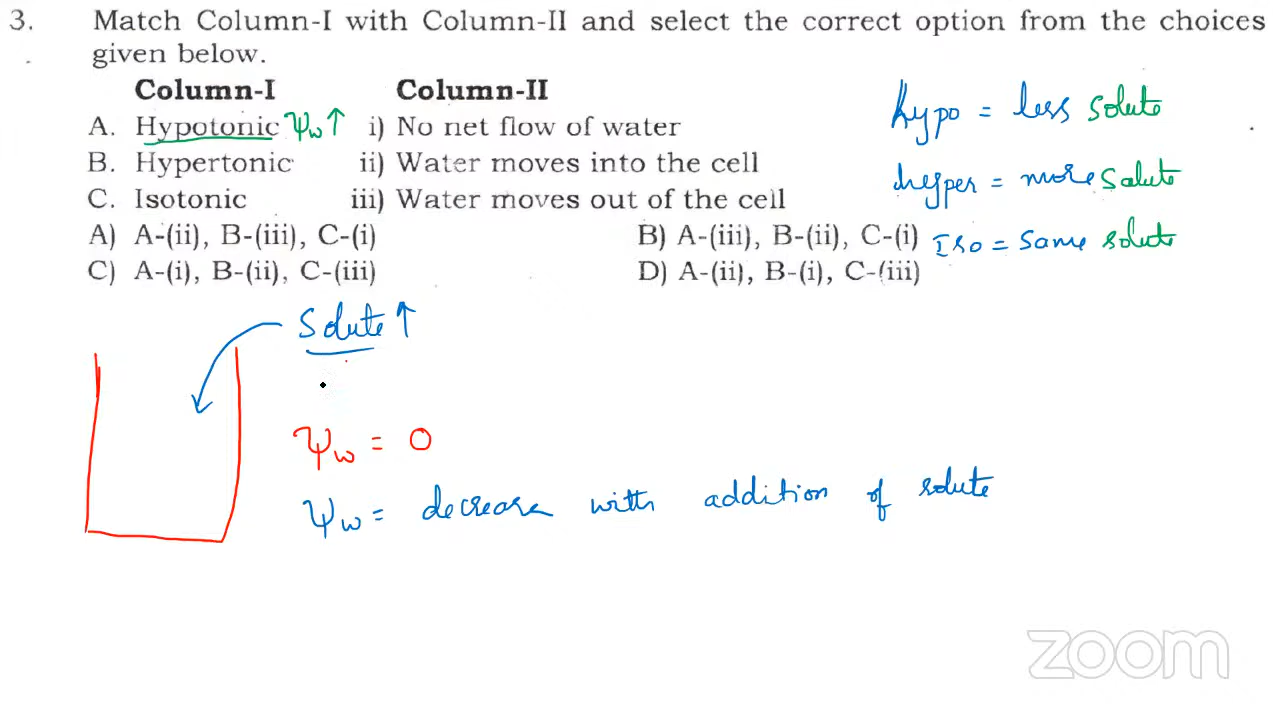 3. Match Column-I with Column-II and select the correct option from the choices
given below.
Column-I Column-II
A. Hypotonic Ψw↑ i) No net flow of water
B. Hypertonic ii) Water moves into the cell
C. Isotonic iii) Water moves out of the cell
A) A-(ii), B-(iii), C-(i) B) A-(iii), B-(ii), C-(i)
C) A-(i), B-(ii), C-(iii) D) A-(ii), B-(i), C-(iii)
hypo = less solute
hyper = more solute
Iso = same solute
Solute ↑
Ψw = 0
Ψw = decrease with addition of solute
zoom